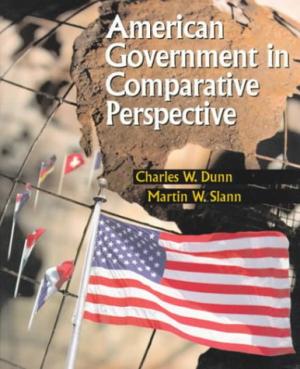 American
Government in
Comparative
Perspective
Charles W. Dunn
Martin W. Slann